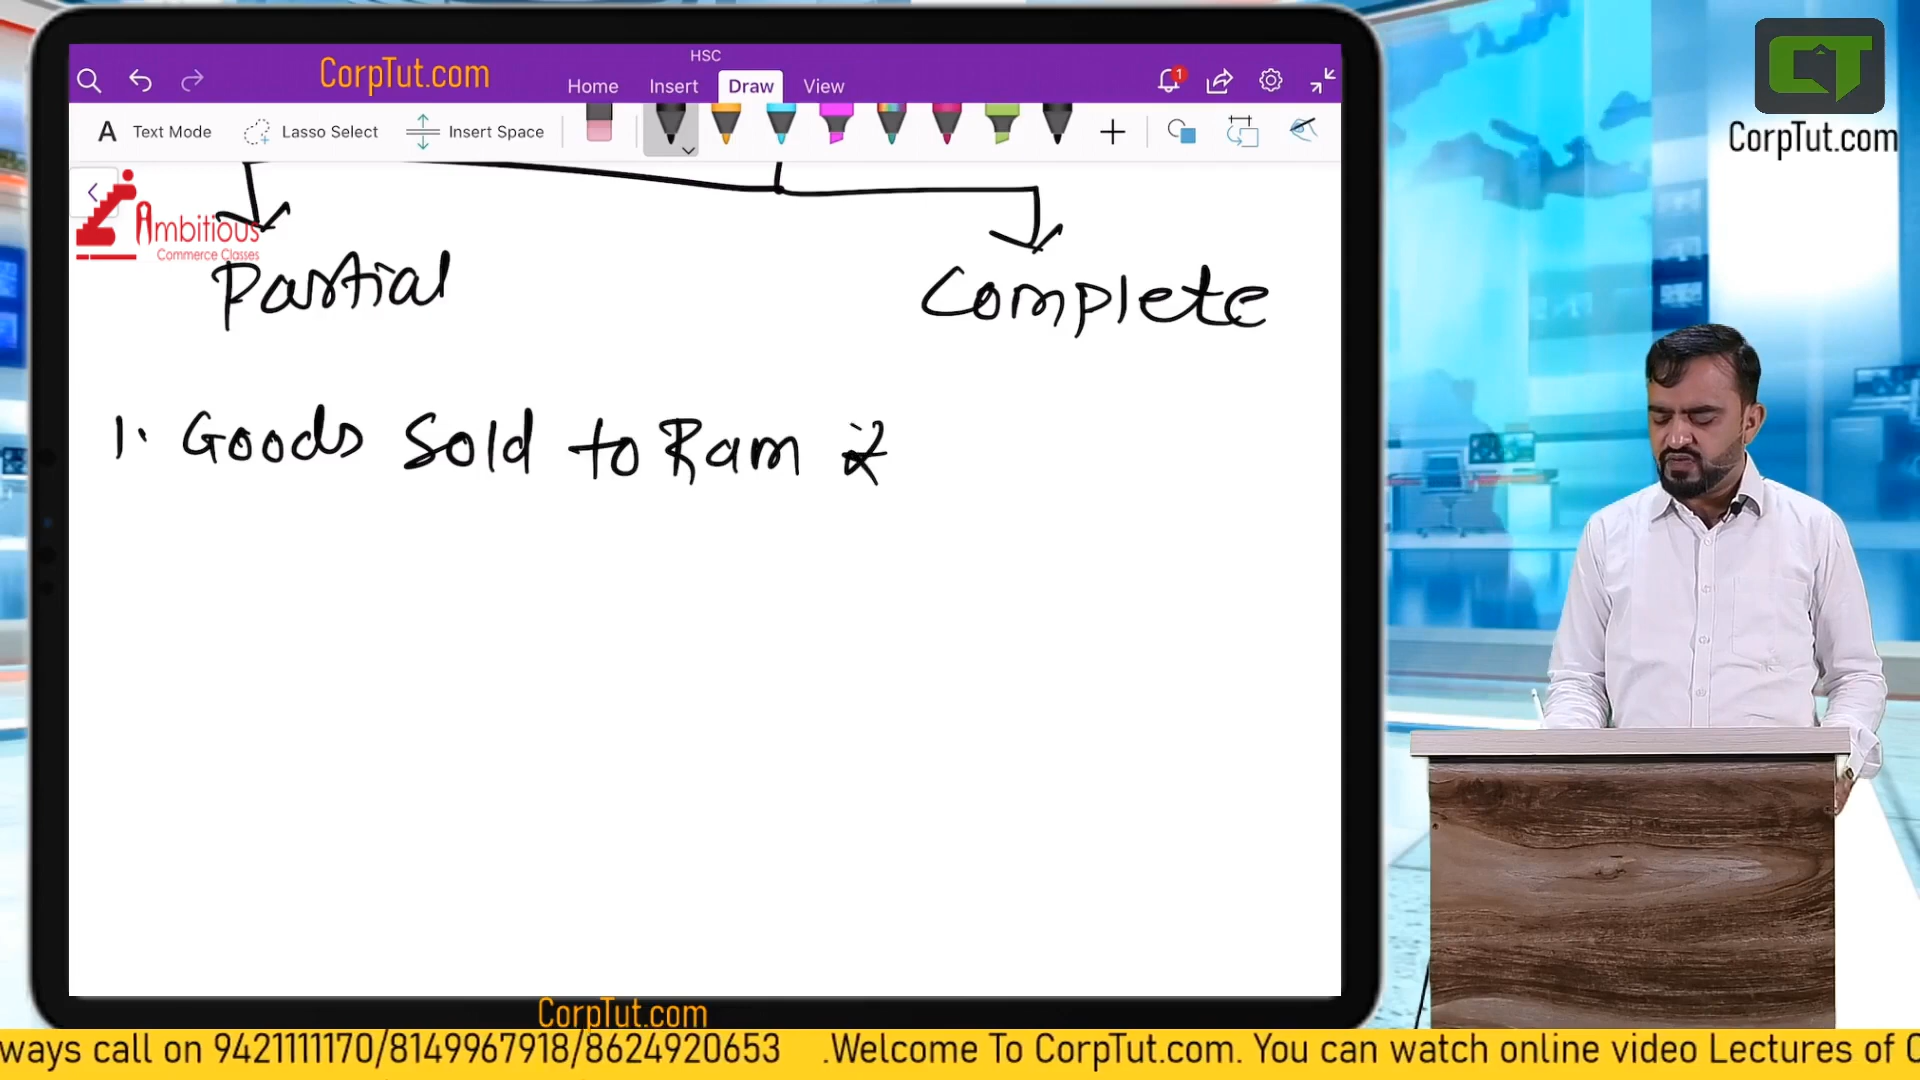 HSC
CorpTut.com
Home Insert Draw View
1
A Text Mode Lasso Select Insert Space
CT
CorpTut.com
Ambitious
Commerce Classes
Partial
Complete
1. Goods Sold to Ram
CorpTut.com
ways call on 9421111170/8149967918/8624920653 .Welcome To CorpTut.com. You can watch online video Lectures of C